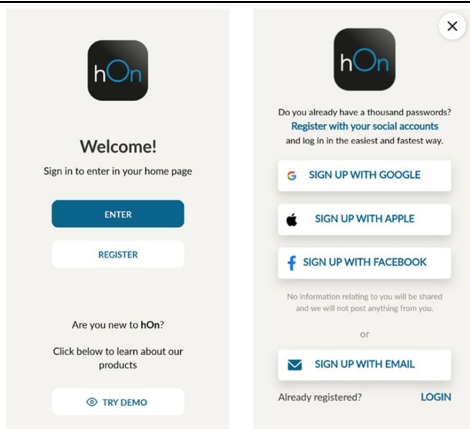 hOn
Welcome!
Sign in to enter in your home page
ENTER
REGISTER
Are you new to hOn?
Click below to learn about our
products
TRY DEMO
hOn
Do you already have a thousand passwords?
Register with your social accounts
and log in in the easiest and fastest way.
SIGN UP WITH GOOGLE
SIGN UP WITH APPLE
SIGN UP WITH FACEBOOK
No information relating to you will be shared
and we will not post anything from you.
or
SIGN UP WITH EMAIL
Already registered? LOGIN